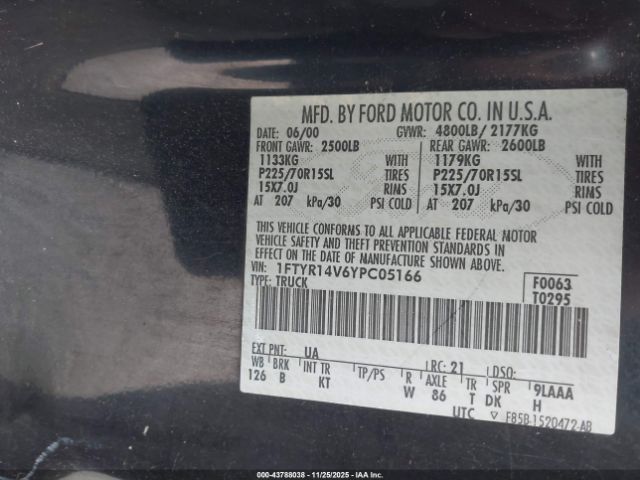 MFD. BY FORD MOTOR CO. IN U.S.A.
DATE: 06/00 GVWR: 4800LB/ 2177KG
FRONT GAWR: 2500LB REAR GAWR: 2600LB
1133KG WITH 1179KG WITH
P225/70R15SL TIRES P225/70R15SL TIRES
15X7.0J RIMS 15X7.0J RIMS
AT 207 kPa/30 PSI COLD AT 207 kPa/30 PSI COLD
THIS VEHICLE CONFORMS TO ALL APPLICABLE FEDERAL MOTOR
VEHICLE SAFETY AND THEFT PREVENTION STANDARDS IN
EFFECT ON THE DATE OF MANUFACTURE SHOWN ABOVE.
VIN: 1FTYR14V6YPC05166
TYPE: TRUCK
F0063
T0295
EXT PNT: UA RC: 21 DSO:
WB BRK INT TR TP/PS R AXLE TR SPR 9LAAA
126 B KT W 86 T DK H
UTC ▽ F85B-1520472-AB
© IAAI 000-43788038 - 11/25/2025 - IAAI.COM